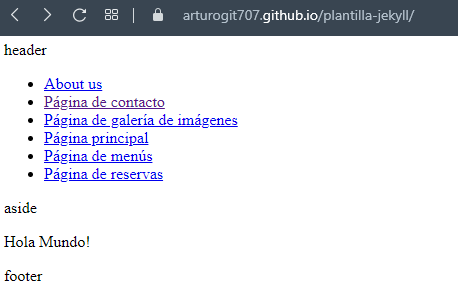 arturogit707.github.io/plantilla-jekyll/
header
About us
Página de contacto
Página de galería de imágenes
Página principal
Página de menús
Página de reservas
aside
Hola Mundo!
footer